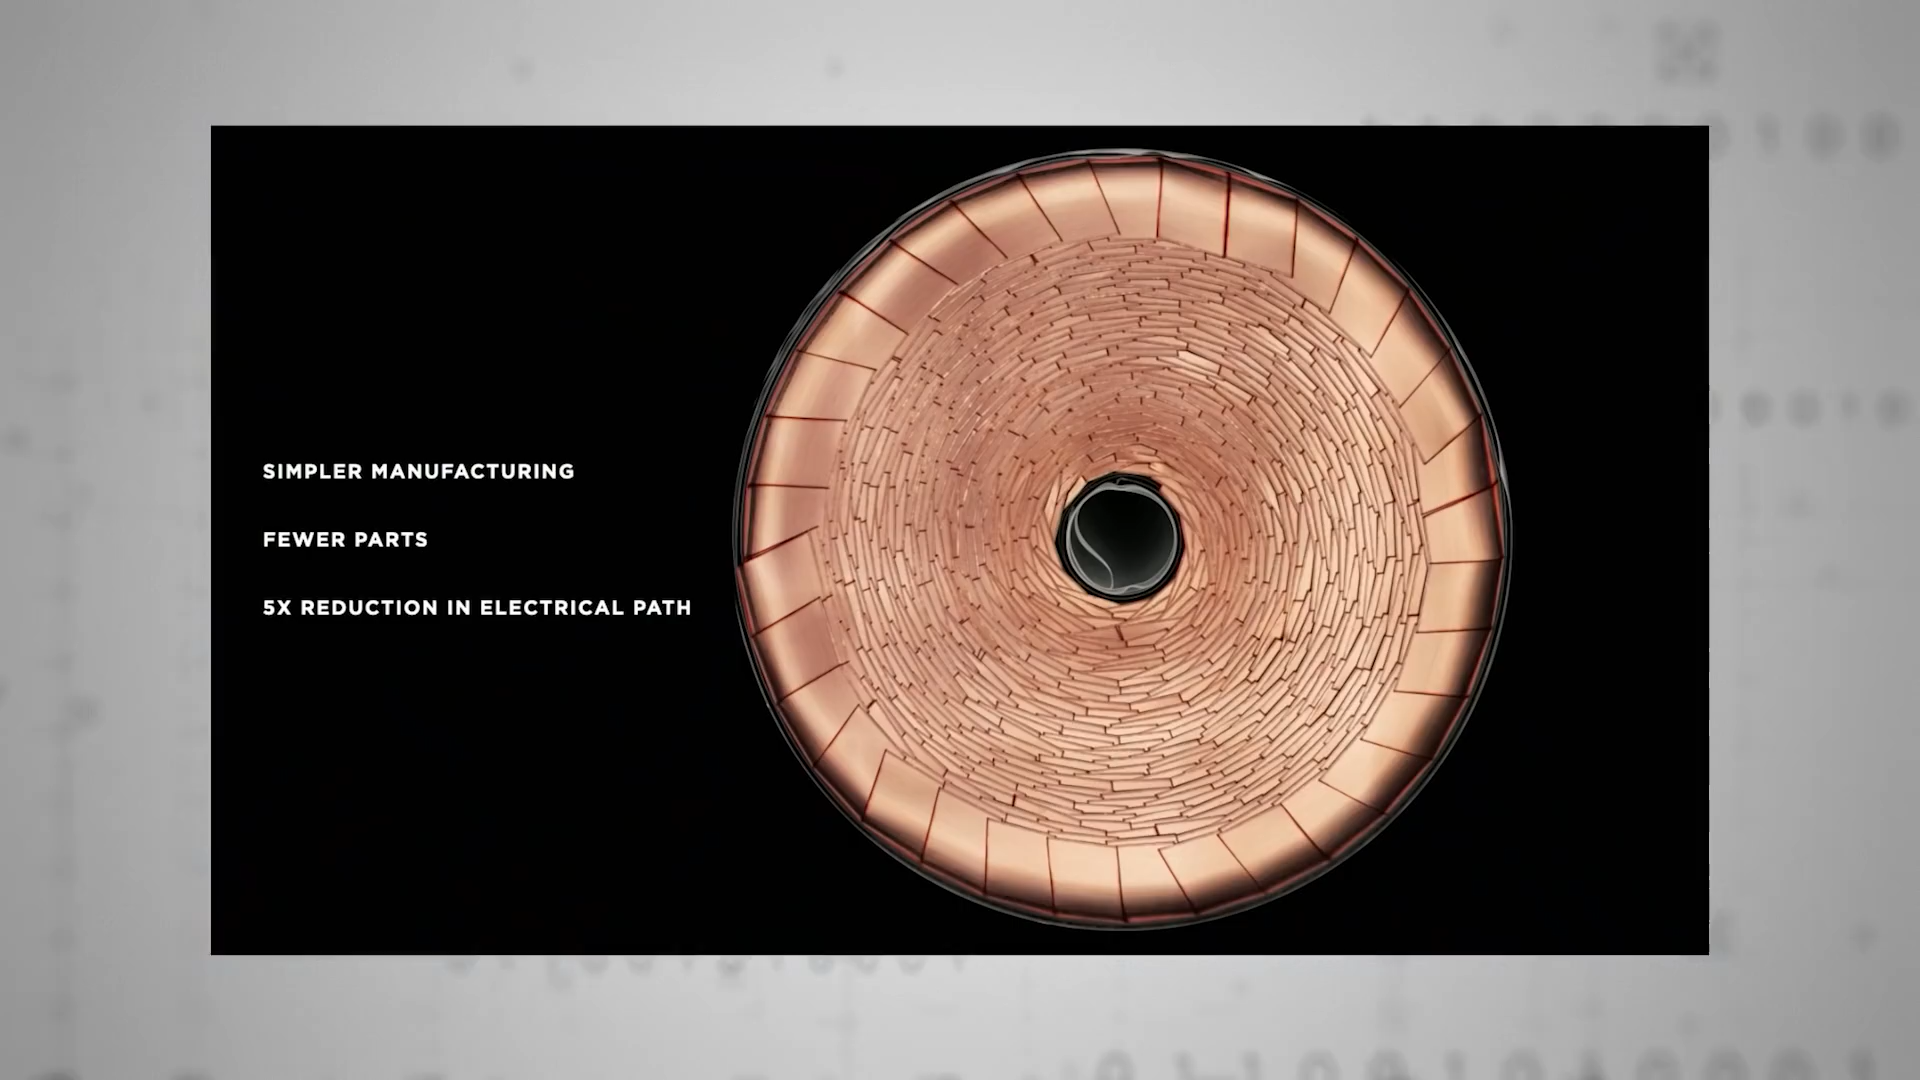 SIMPLER MANUFACTURING
FEWER PARTS
5X REDUCTION IN ELECTRICAL PATH